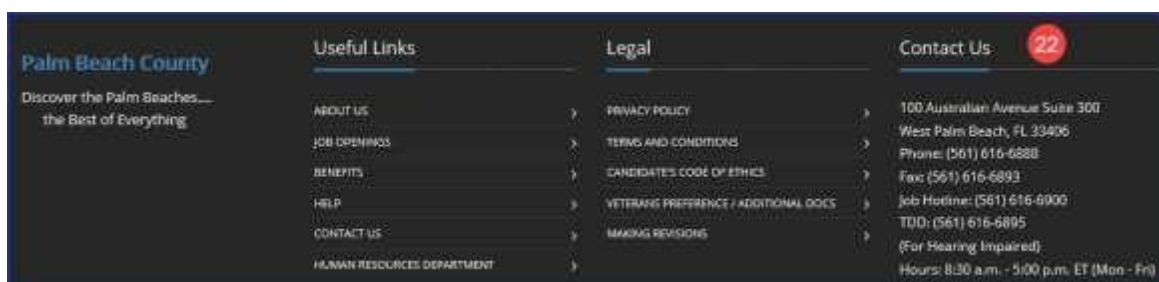 Palm Beach County
Discover the Palm Beaches....
the Best of Everything
Useful Links
ABOUT US
JOB OPENINGS
BENEFITS
HELP
CONTACT US
HUMAN RESOURCES DEPARTMENT
Legal
PRIVACY POLICY
TERMS AND CONDITIONS
CANDIDATE'S CODE OF ETHICS
VETERANS PREFERENCE / ADDITIONAL DOCS
MAKING REVISIONS
Contact Us
22
100 Australian Avenue Suite 300
West Palm Beach, FL 33406
Phone: (561) 616-6888
Fax: (561) 616-6893
Job Hotline: (561) 616-6900
TDD: (561) 616-6895
(For Hearing Impaired)
Hours: 8:30 a.m. - 5:00 p.m. ET (Mon - Fri)